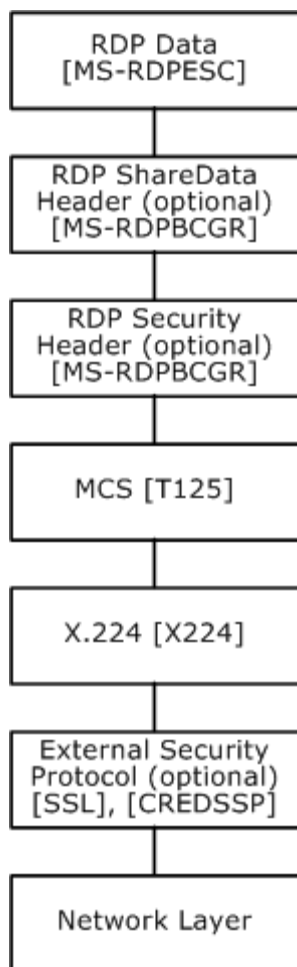 RDP Data
[MS-RDPESC]
RDP ShareData
Header (optional)
[MS-RDPBCGR]
RDP Security
Header (optional)
[MS-RDPBCGR]
MCS [T125]
X.224 [X224]
External Security
Protocol (optional)
[SSL], [CREDSSP]
Network Layer